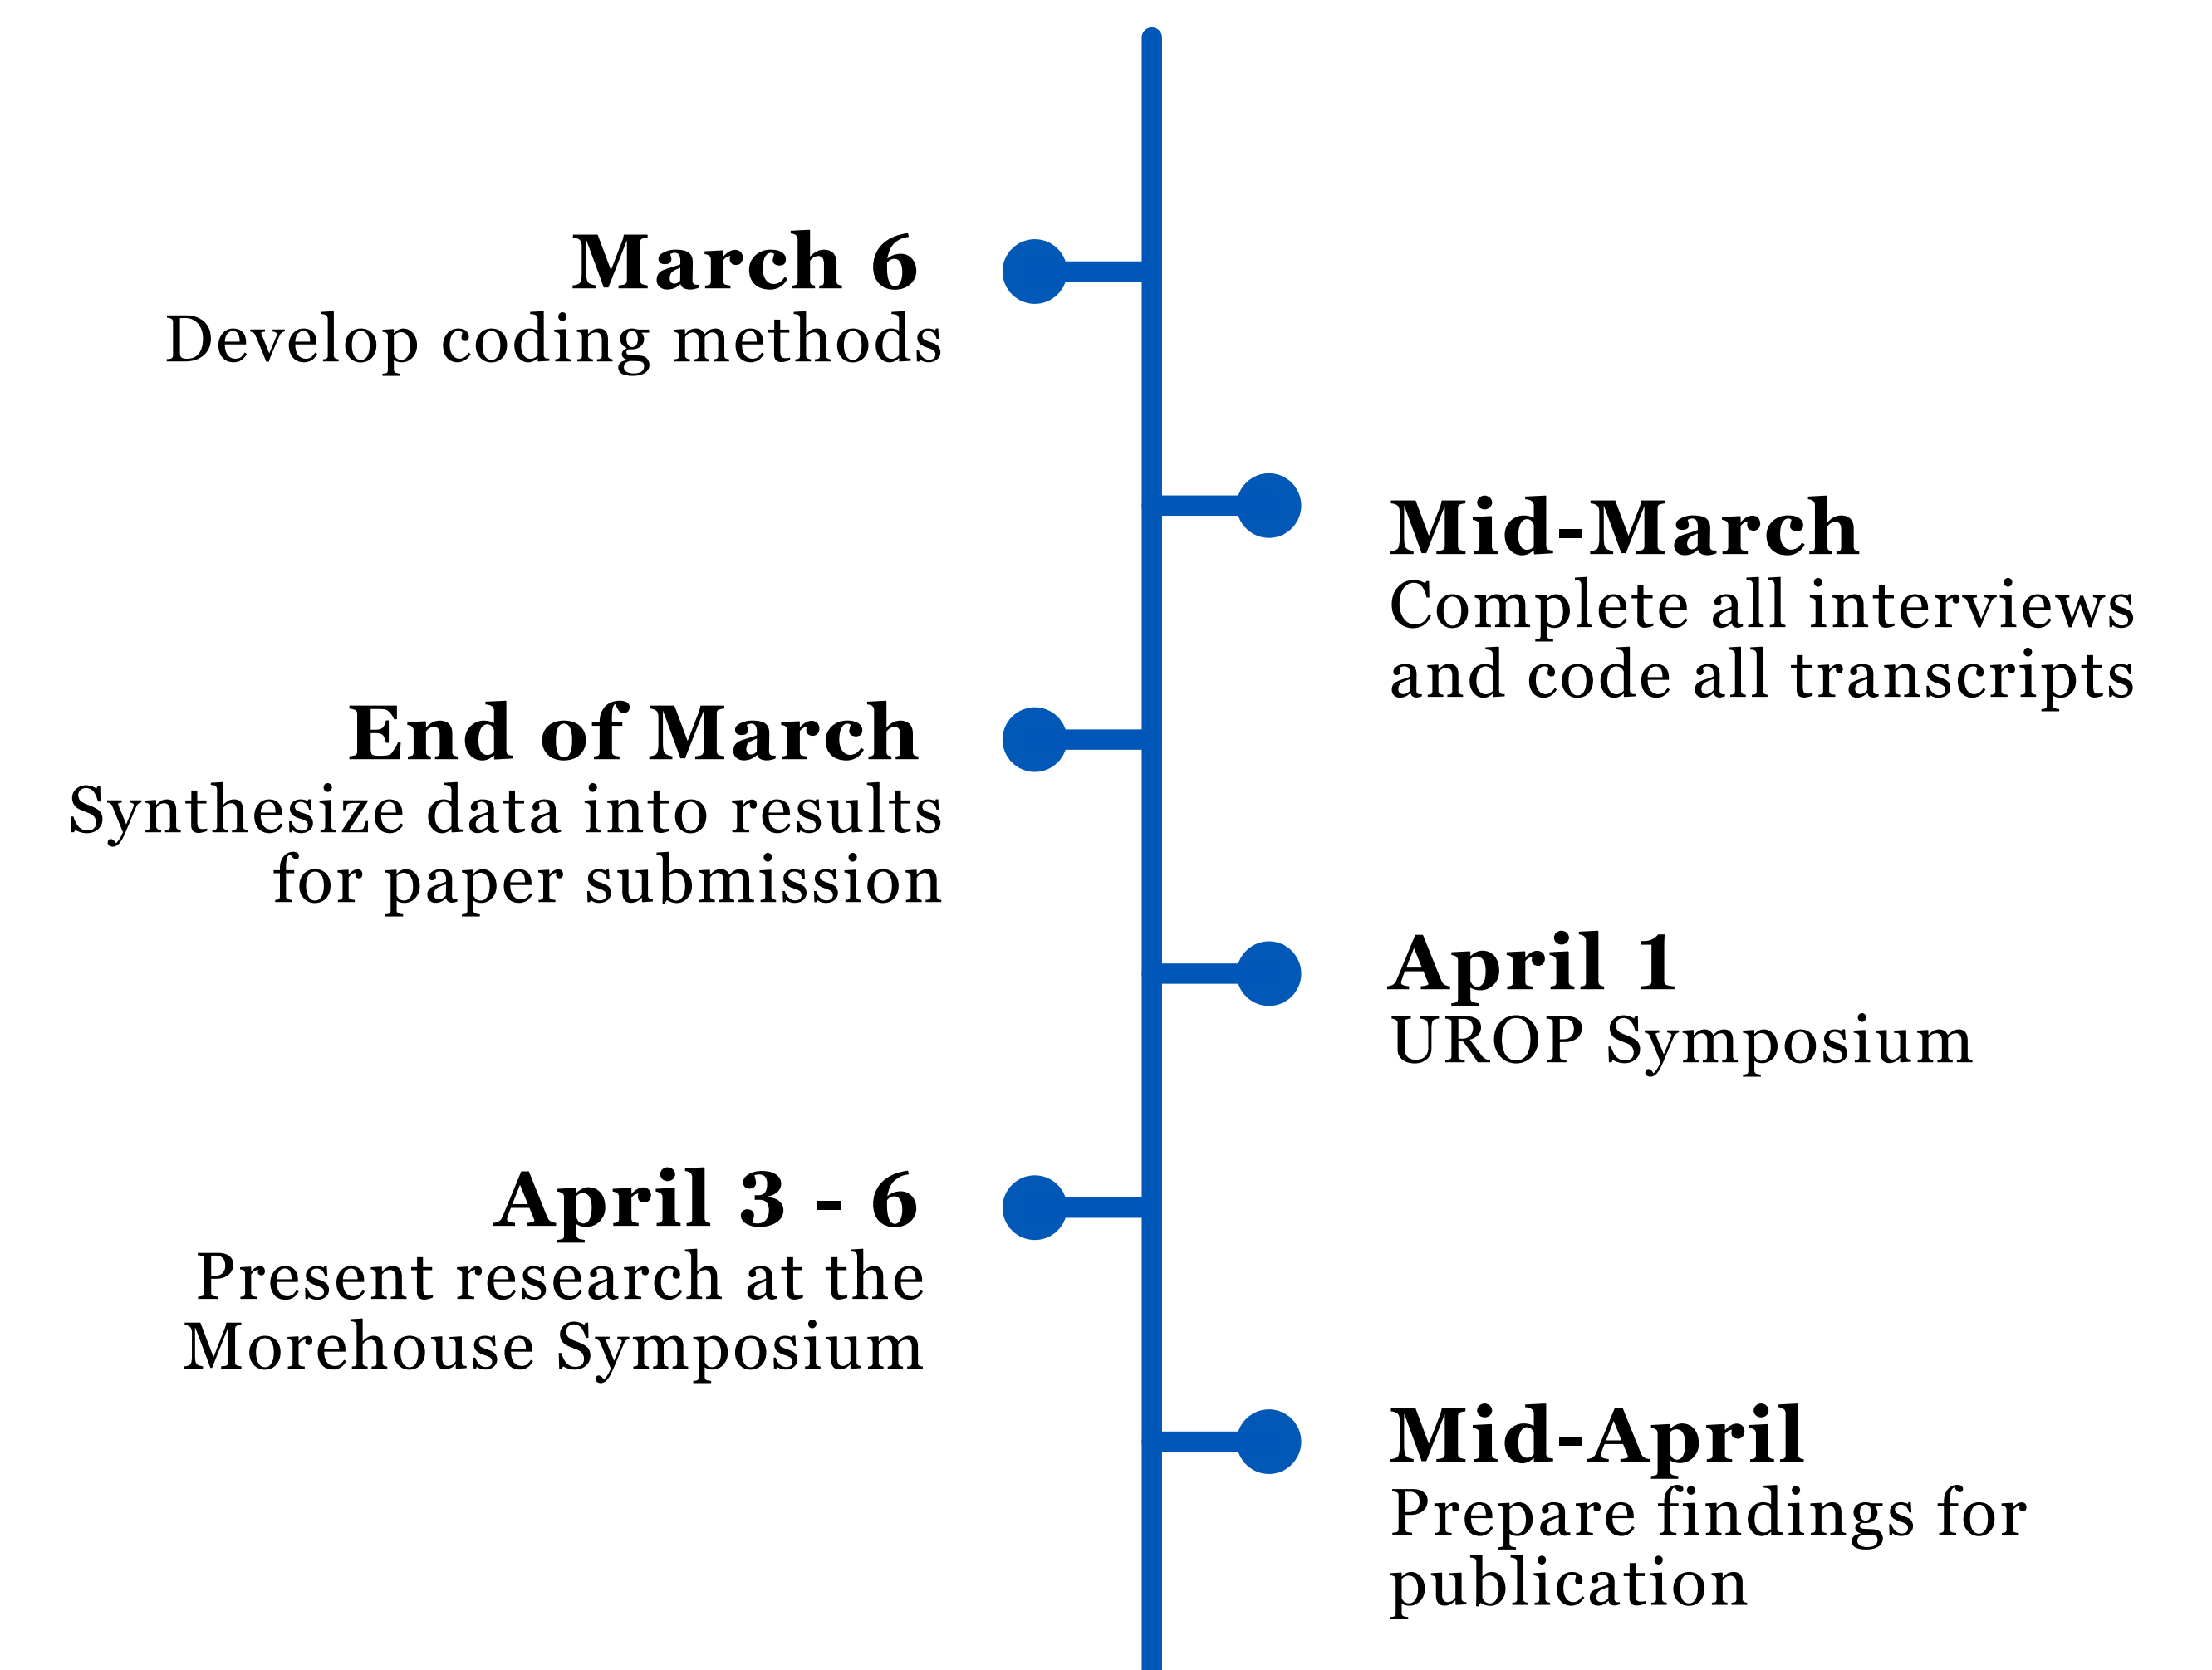 March 6
Develop coding methods
Mid-March
Complete all interviews
and code all transcripts
End of March
Synthesize data into results
for paper submission
April 1
UROP Symposium
April 3 - 6
Present research at the
Morehouse Symposium
Mid-April
Prepare findings for
publication